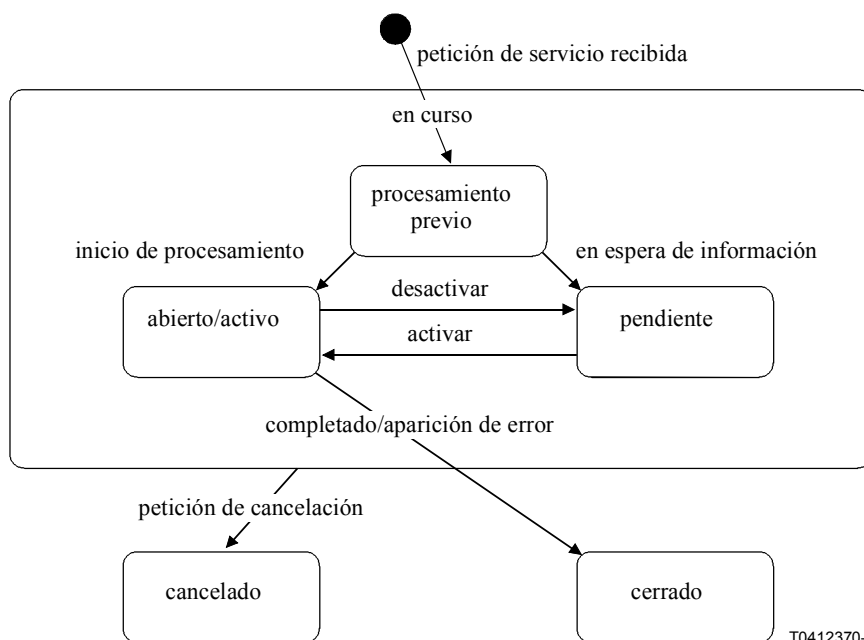 petición de servicio recibida
en curso
procesamiento
previo
inicio de procesamiento
en espera de información
desactivar
abierto/activo
pendiente
activar
completado/aparición de error
petición de cancelación
cancelado
cerrado
T0412370-